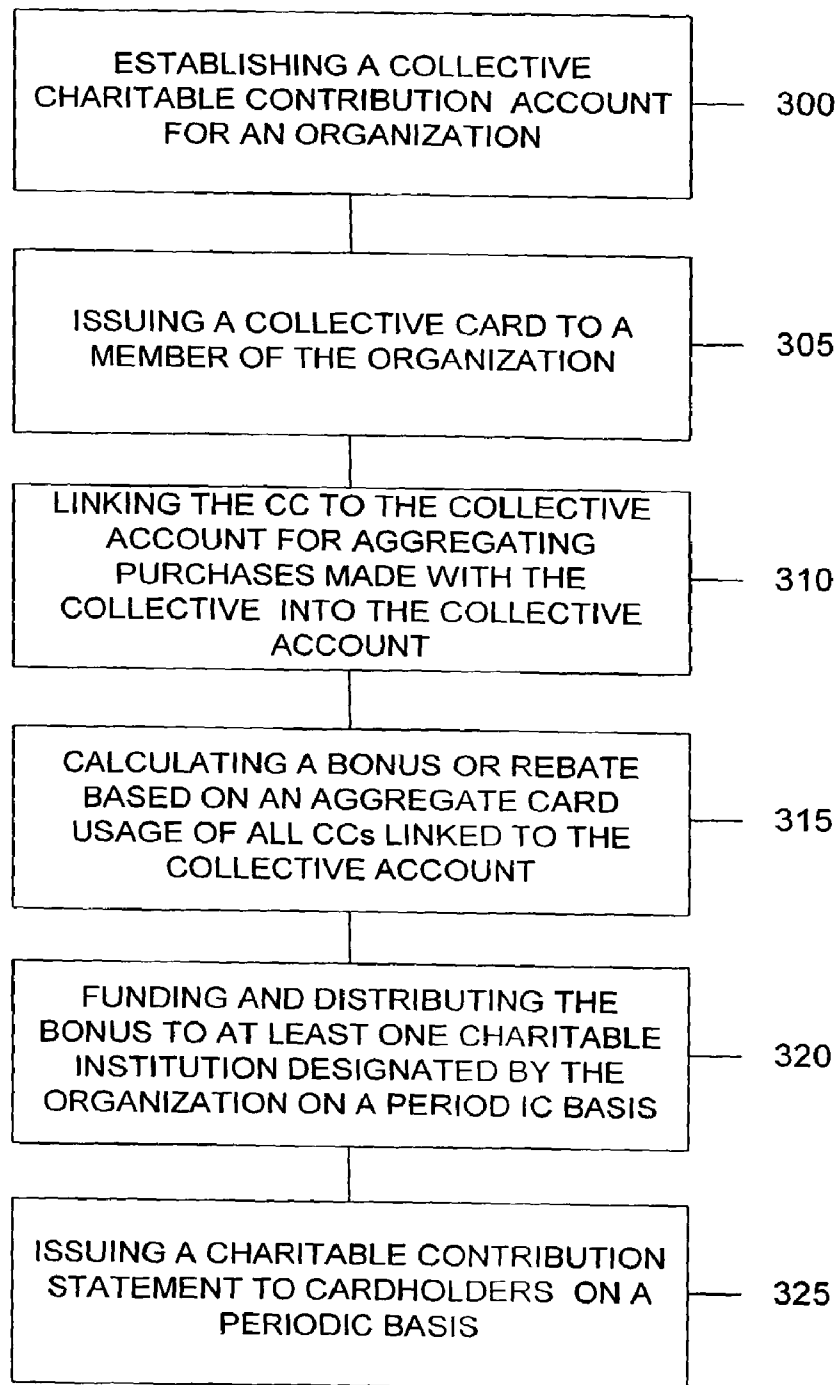 ESTABLISHING A COLLECTIVE
CHARITABLE CONTRIBUTION ACCOUNT
FOR AN ORGANIZATION
300
ISSUING A COLLECTIVE CARD TO A
MEMBER OF THE ORGANIZATION
305
LINKING THE CC TO THE COLLECTIVE
ACCOUNT FOR AGGREGATING
PURCHASES MADE WITH THE
COLLECTIVE INTO THE COLLECTIVE
ACCOUNT
310
CALCULATING A BONUS OR REBATE
BASED ON AN AGGREGATE CARD
USAGE OF ALL CCs LINKED TO THE
COLLECTIVE ACCOUNT
315
FUNDING AND DISTRIBUTING THE
BONUS TO AT LEAST ONE CHARITABLE
INSTITUTION DESIGNATED BY THE
ORGANIZATION ON A PERIOD IC BASIS
320
ISSUING A CHARITABLE CONTRIBUTION
STATEMENT TO CARDHOLDERS ON A
PERIODIC BASIS
325